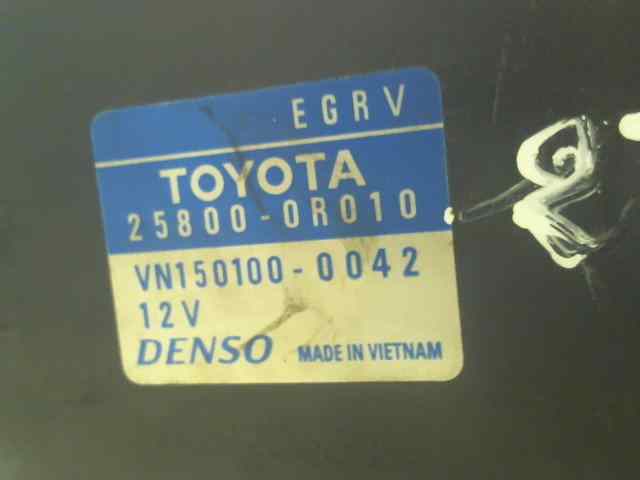 EGRV
TOYOTA
25800-0R010
VN150100-0042
12V
DENSO MADE IN VIETNAM